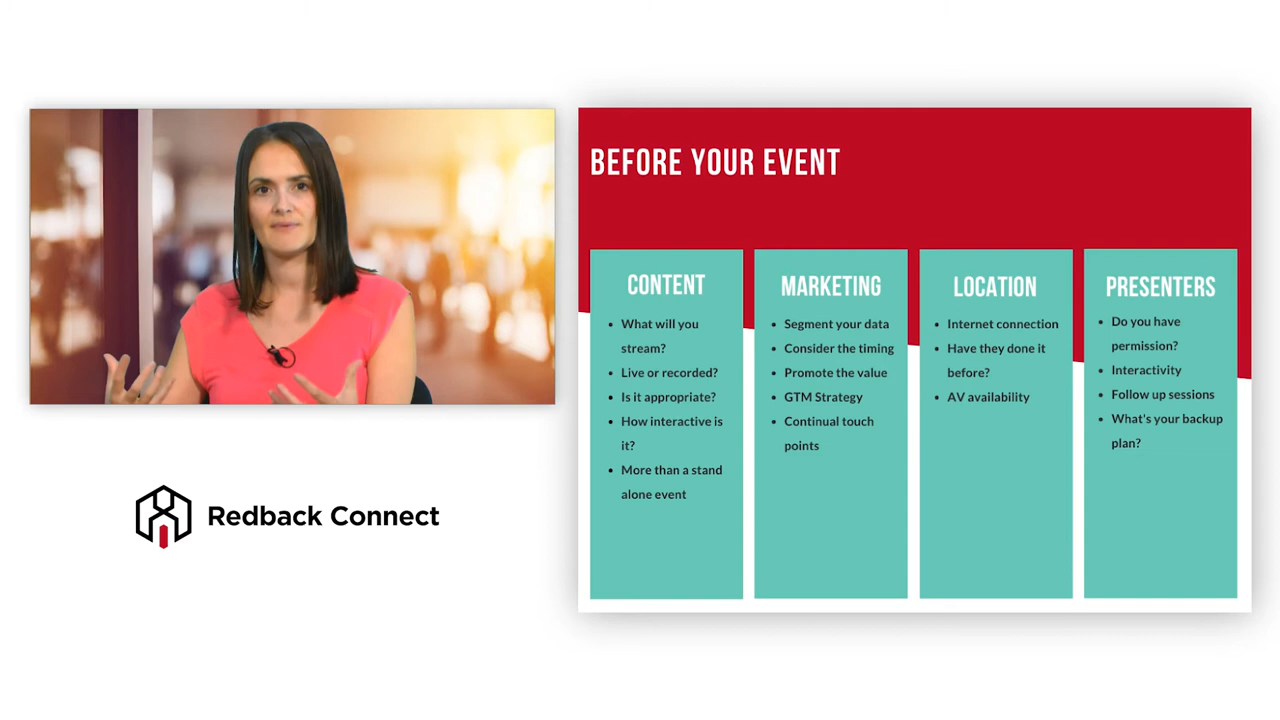 BEFORE YOUR EVENT
CONTENT
What will you
stream?
Live or recorded?
Is it appropriate?
How interactive is
it?
More than a stand
alone event
MARKETING
Segment your data
Consider the timing
Promote the value
GTM Strategy
Continual touch
points
LOCATION
Internet connection
Have they done it
before?
AV availability
PRESENTERS
Do you have
permission?
Interactivity
Follow up sessions
What's your backup
plan?
Redback Connect